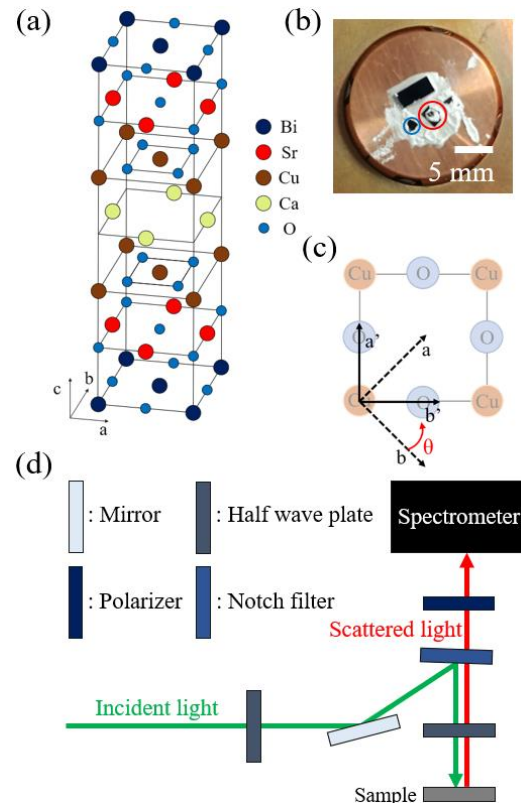 (a)
Bi
Sr
Cu
Ca
O
c
b
a
(b)
5 mm
(c)
Cu
O
Cu
O
a'
a
O
C
O
b'
Cu
b
θ
(d)
: Mirror
: Half wave plate
: Polarizer
: Notch filter
Spectrometer
Scattered light
Incident light
Sample